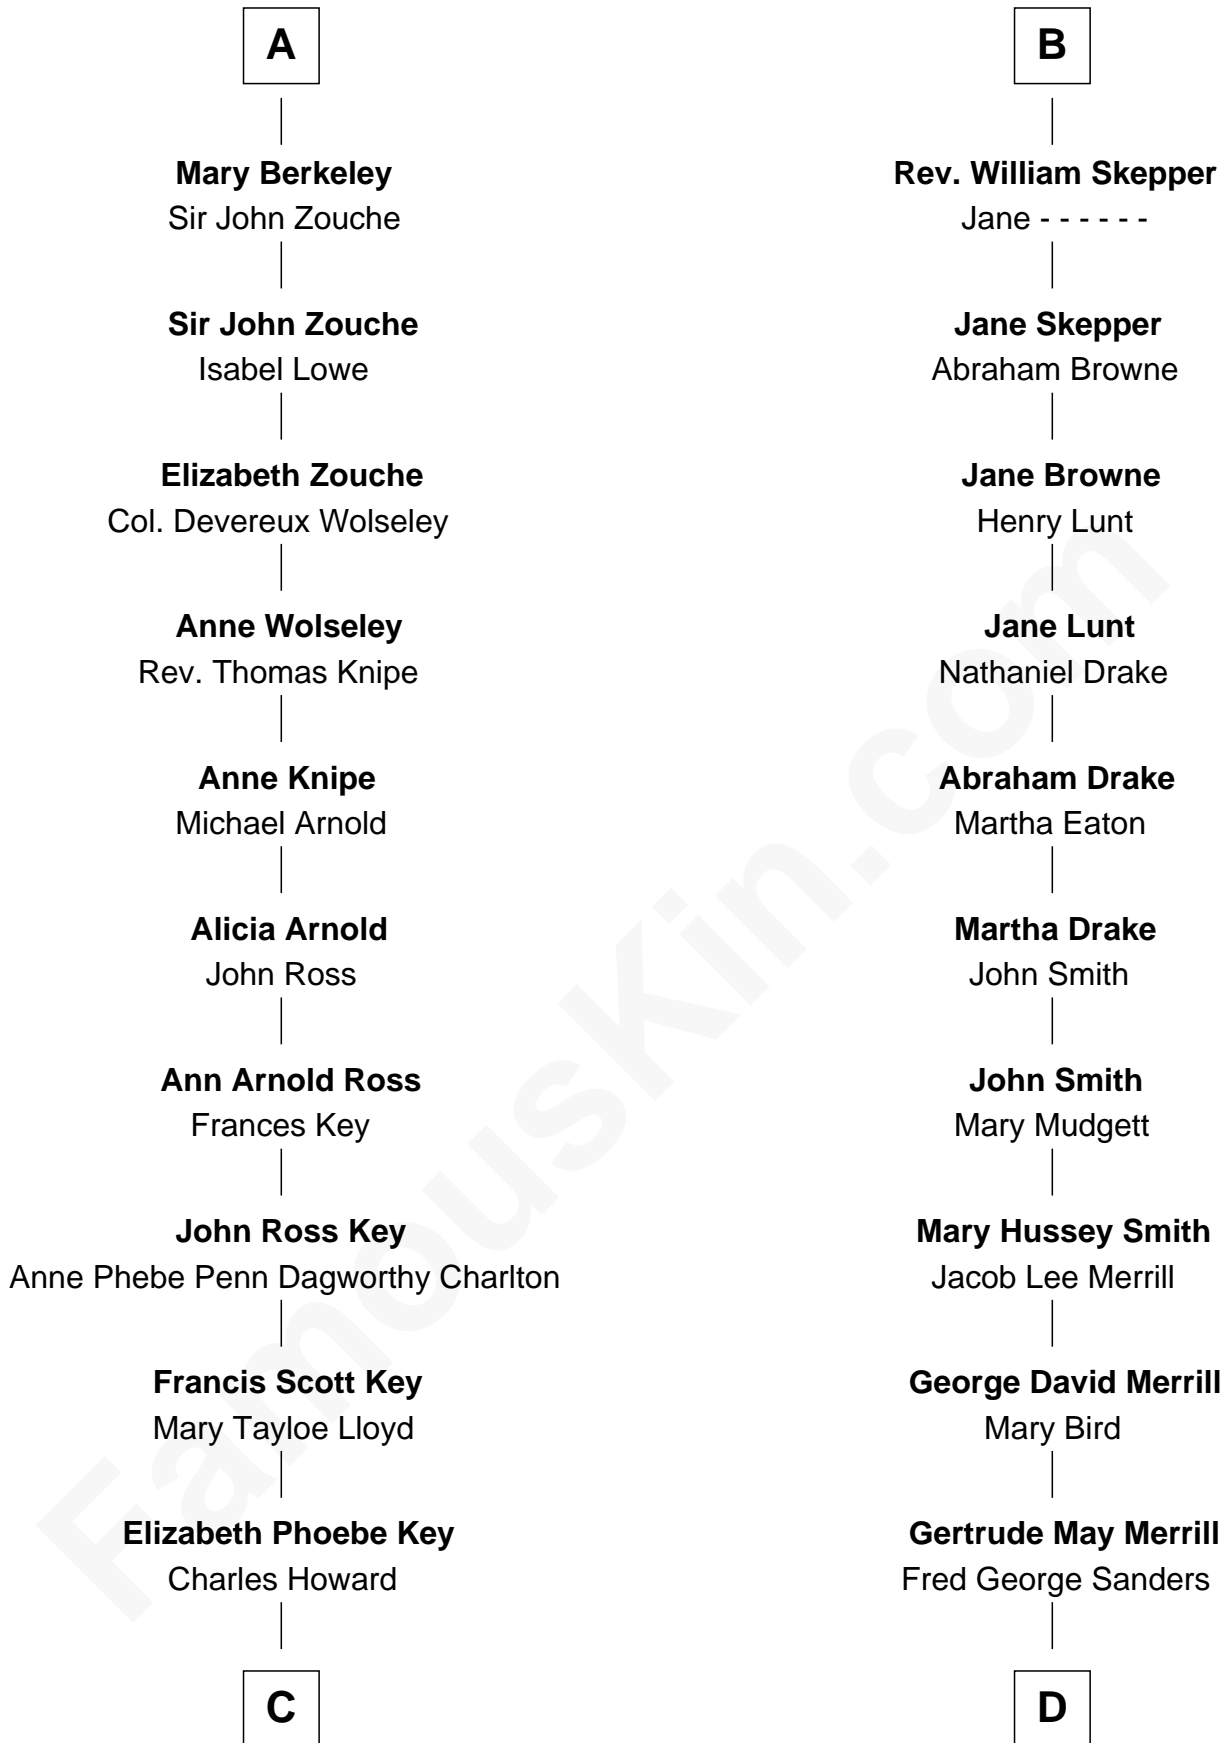 A
Mary Berkeley
Sir John Zouche
Sir John Zouche
Isabel Lowe
Elizabeth Zouche
Col. Devereux Wolseley
Anne Wolseley
Rev. Thomas Knipe
Anne Knipe
Michael Arnold
Alicia Arnold
John Ross
Ann Arnold Ross
Frances Key
John Ross Key
Anne Phebe Penn Dagworthy Charlton
Francis Scott Key
Mary Tayloe Lloyd
Elizabeth Phoebe Key
Charles Howard
C
B
Rev. William Skepper
Jane - - - - - -
Jane Skepper
Abraham Browne
Jane Browne
Henry Lunt
Jane Lunt
Nathaniel Drake
Abraham Drake
Martha Eaton
Martha Drake
John Smith
John Smith
Mary Mudgett
Mary Hussey Smith
Jacob Lee Merrill
George David Merrill
Mary Bird
Gertrude May Merrill
Fred George Sanders
D
FamousKin.com